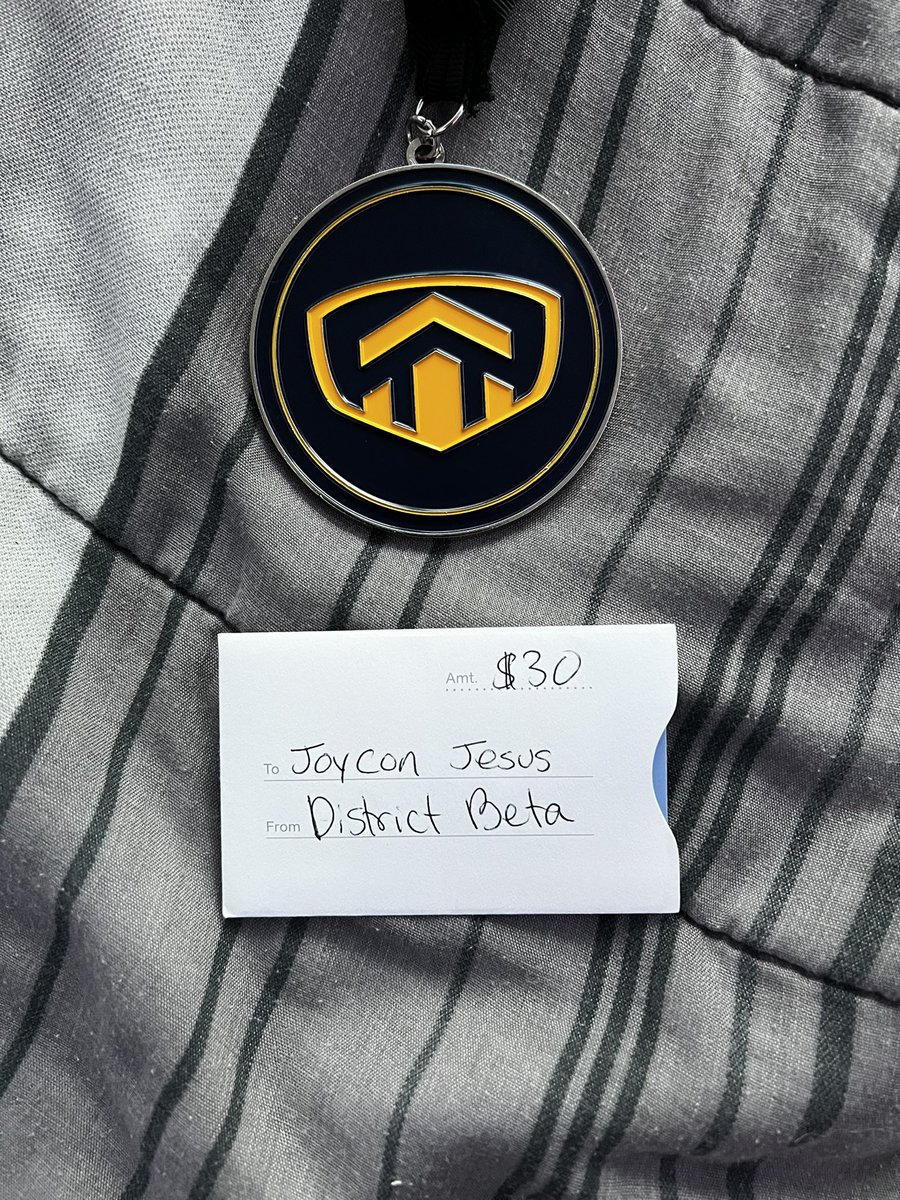 Amt. $30
To Joycon Jesus
From District Beta